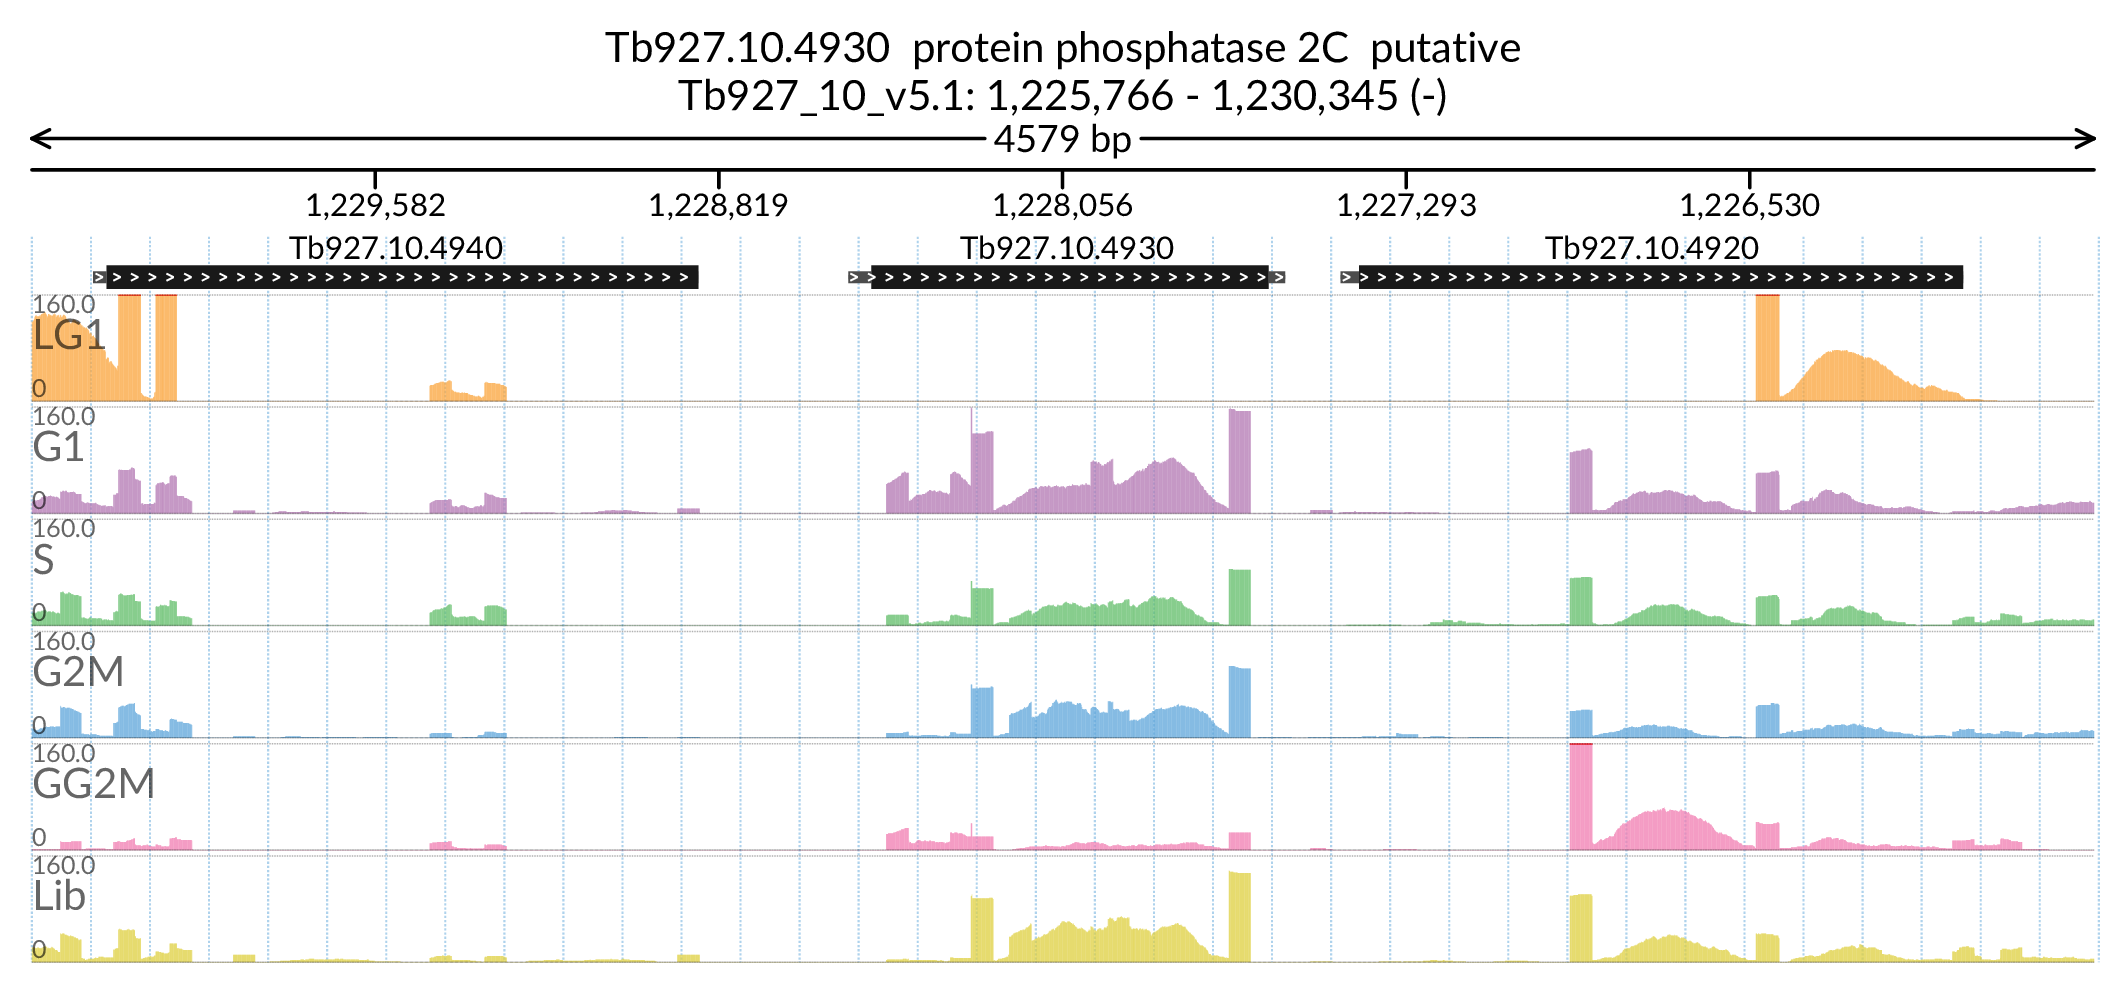 Tb927.10.4930 protein phosphatase 2C putative
Tb927_10_v5.1: 1,225,766 - 1,230,345 (-)
4579 bp
1,229,582 1,228,819 1,228,056 1,227,293 1,226,530
Tb927.10.4940 Tb927.10.4930 Tb927.10.4920
160.0
LG1
0
160.0
G1
0
160.0
S
0
160.0
G2M
0
160.0
GG2M
0
160.0
Lib
0